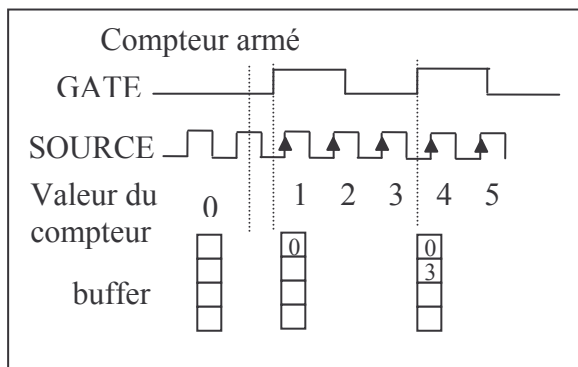 Compteur armé
GATE
SOURCE
Valeur du
compteur
0 1 2 3 4 5
buffer
0 0
3